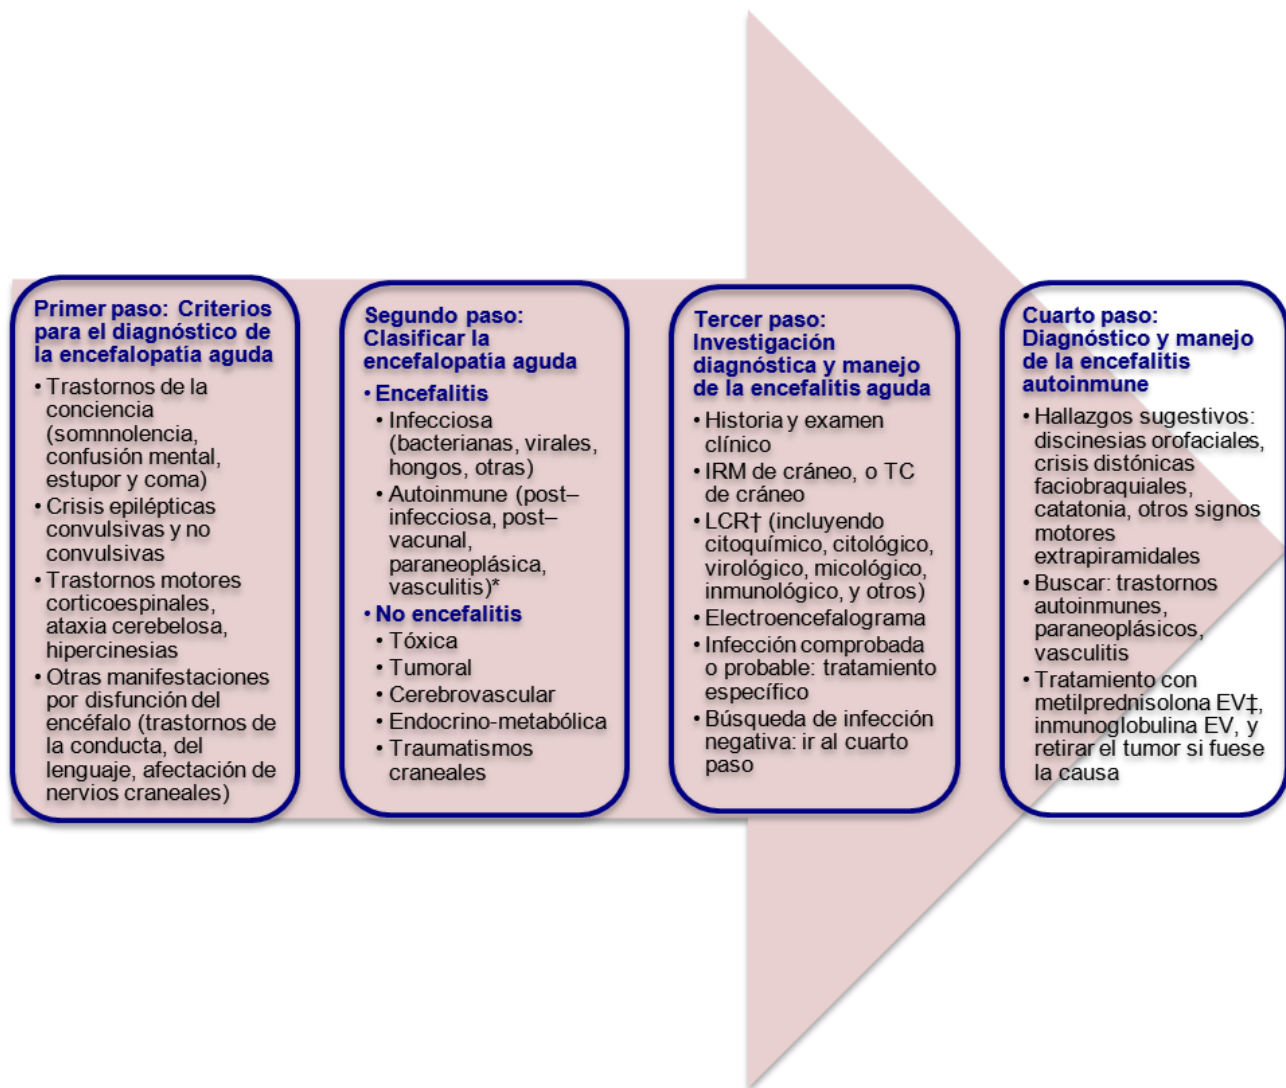 Primer paso: Criterios
para el diagnóstico de
la encefalopatía aguda
• Trastornos de la
conciencia
(somnnolencia,
confusión mental,
estupor y coma)
• Crisis epilépticas
convulsivas y no
convulsivas
• Trastornos motores
corticoespinales,
ataxia cerebelosa,
hipercinesias
• Otras manifestaciones
por disfunción del
encéfalo (trastornos de
la conducta, del
lenguaje, afectación de
nervios craneales)
Segundo paso:
Clasificar la
encefalopatía aguda
• Encefalitis
• Infecciosa
(bacterianas, virales,
hongos, otras)
• Autoinmune (post–
infecciosa, post–
vacunal,
paraneoplásica,
vasculitis)*
• No encefalitis
• Tóxica
• Tumoral
• Cerebrovascular
• Endocrino-metabólica
• Traumatismos
craneales
Tercer paso:
Investigación
diagnóstica y manejo
de la encefalitis aguda
• Historia y examen
clínico
• IRM de cráneo, o TC
de cráneo
• LCR† (incluyendo
citoquímico, citológico,
virológico, micológico,
inmunológico, y otros)
• Electroencefalograma
• Infección comprobada
o probable: tratamiento
específico
• Búsqueda de infección
negativa: ir al cuarto
paso
Cuarto paso:
Diagnóstico y manejo
de la encefalitis
autoinmune
• Hallazgos sugestivos:
discinesias orofaciales,
crisis distónicas
faciobraquiales,
catatonia, otros signos
motores
extrapiramidales
• Buscar: trastornos
autoinmunes,
paraneoplásicos,
vasculitis
• Tratamiento con
metilprednisolona EV‡,
inmunoglobulina EV, y
retirar el tumor si fuese
la causa